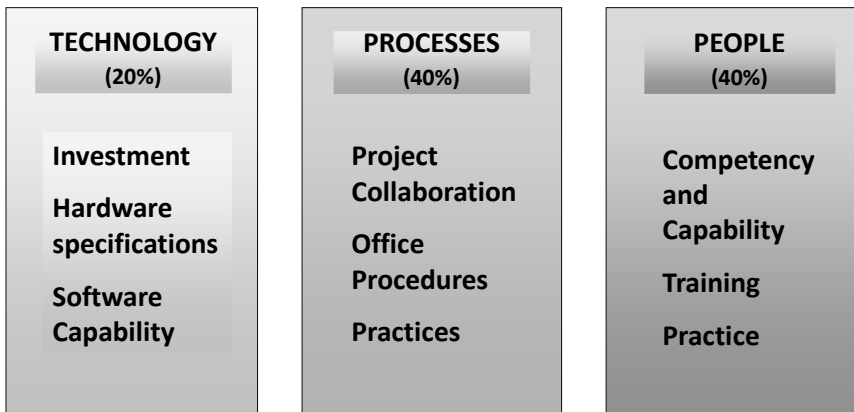 TECHNOLOGY
(20%)
Investment
Hardware
specifications
Software
Capability
PROCESSES
(40%)
Project
Collaboration
Office
Procedures
Practices
PEOPLE
(40%)
Competency
and
Capability
Training
Practice